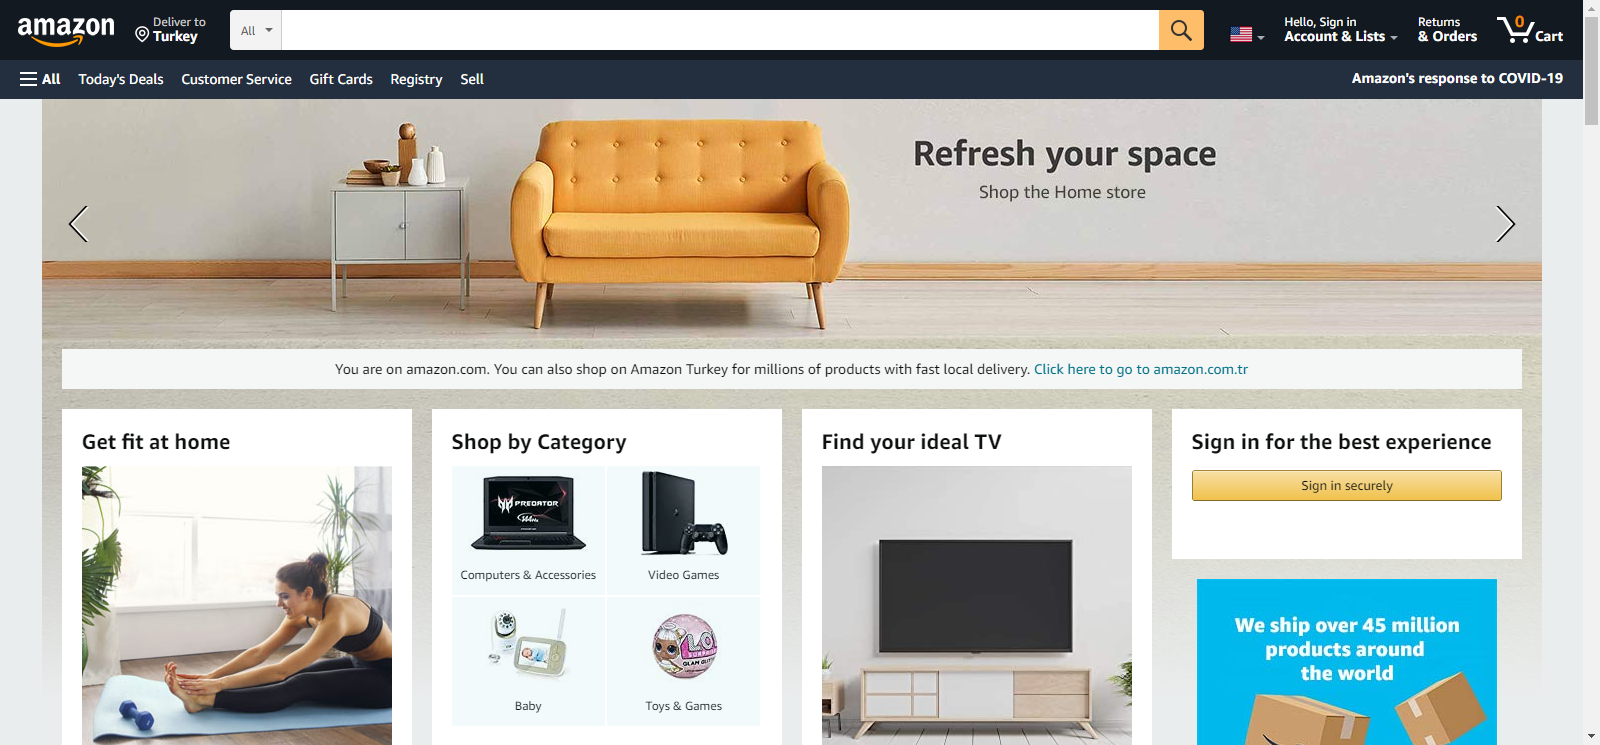 amazon
Deliver to
Turkey
All
Hello, Sign in
Account & Lists
Returns
& Orders
0
Cart
All
Today's Deals
Customer Service
Gift Cards
Registry
Sell
Amazon's response to COVID-19
Refresh your space
Shop the Home store
You are on amazon.com. You can also shop on Amazon Turkey for millions of products with fast local delivery. Click here to go to amazon.com.tr
Get fit at home
Shop by Category
PREDATOR
Computers & Accessories
Video Games
L.O.L.
SURPRISE
GLAM GLITTER
Baby
Toys & Games
Find your ideal TV
Sign in for the best experience
Sign in securely
We ship over 45 million
products around
the world